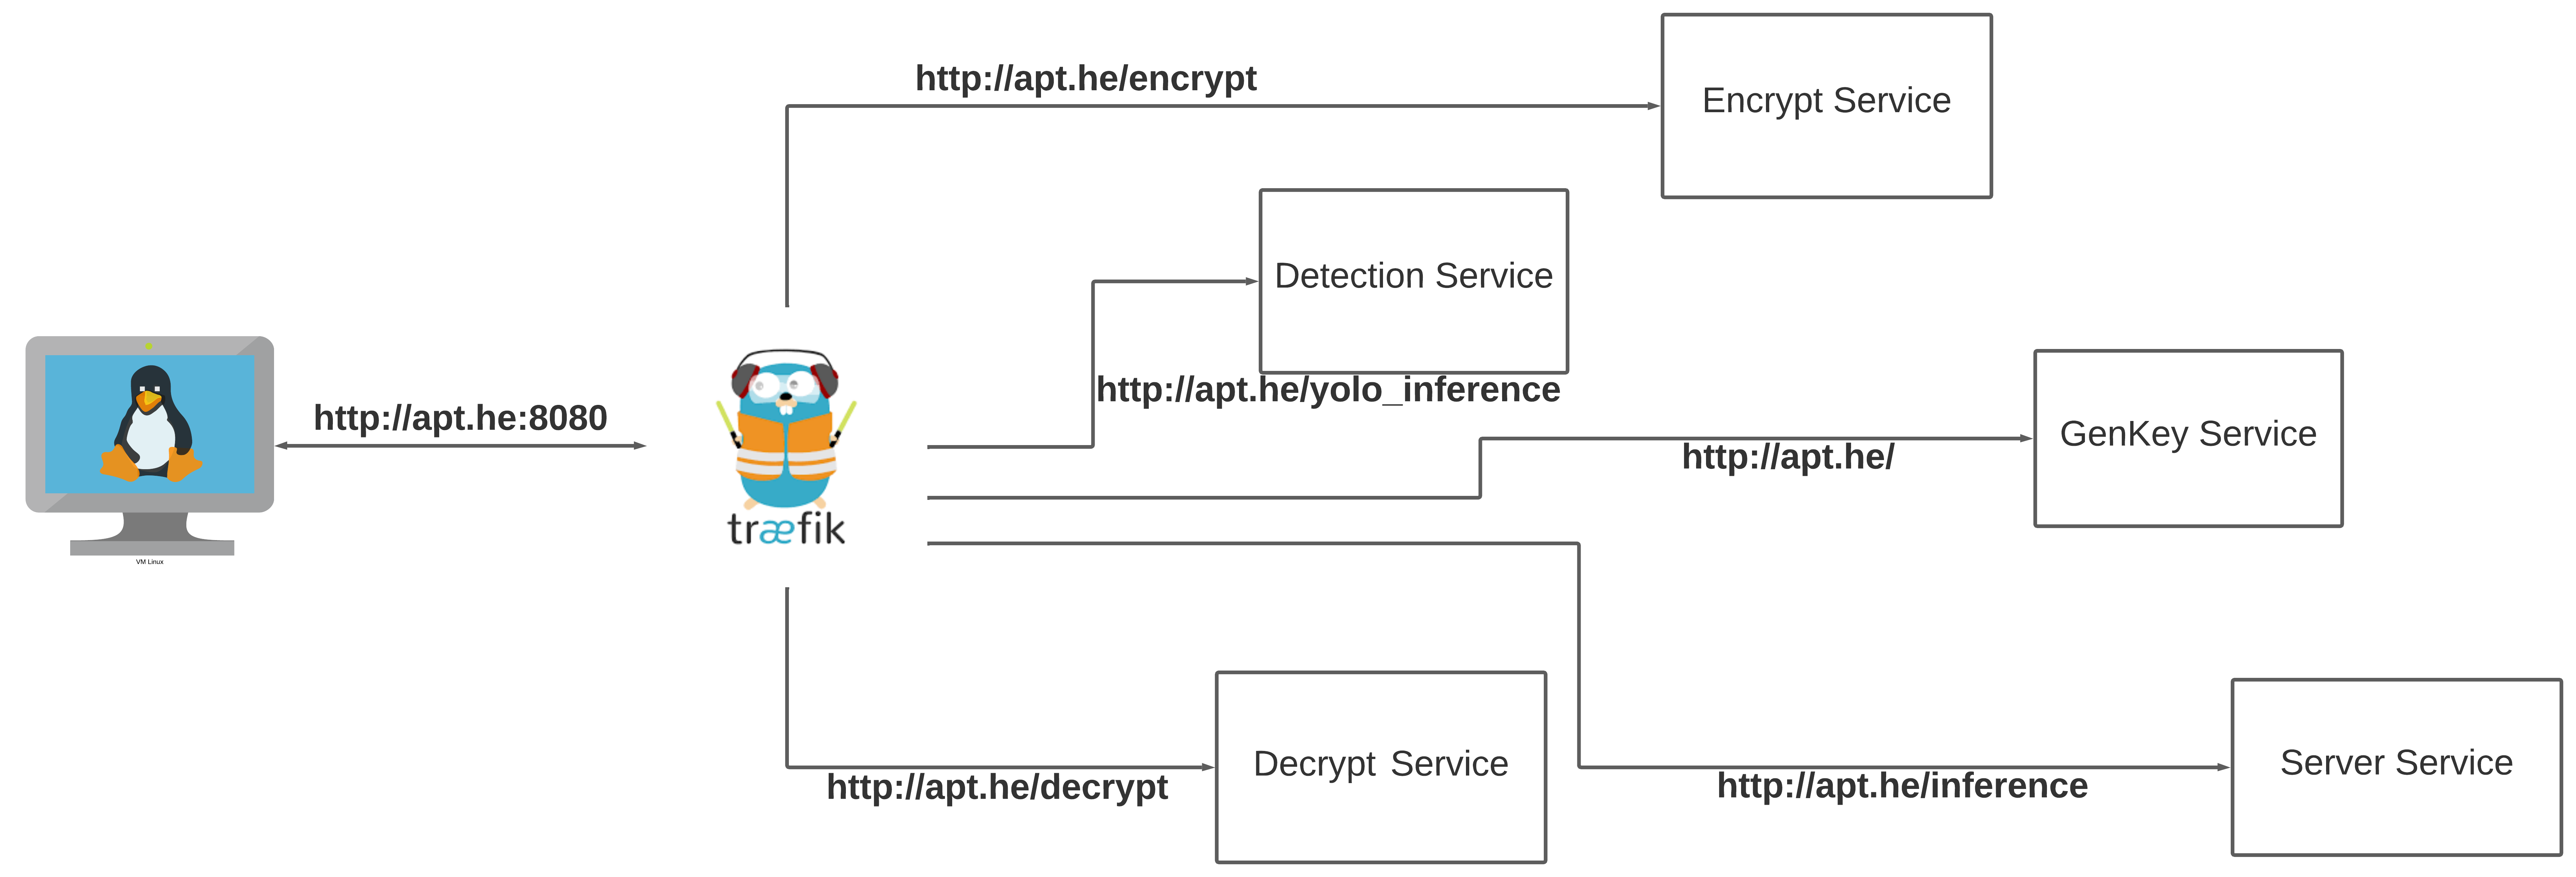 http://apt.he/encrypt
Encrypt Service
Detection Service
http://apt.he/yolo_inference
http://apt.he:8080
GenKey Service
http://apt.he/
træfik
VM Linux
Decrypt Service
http://apt.he/decrypt
Server Service
http://apt.he/inference